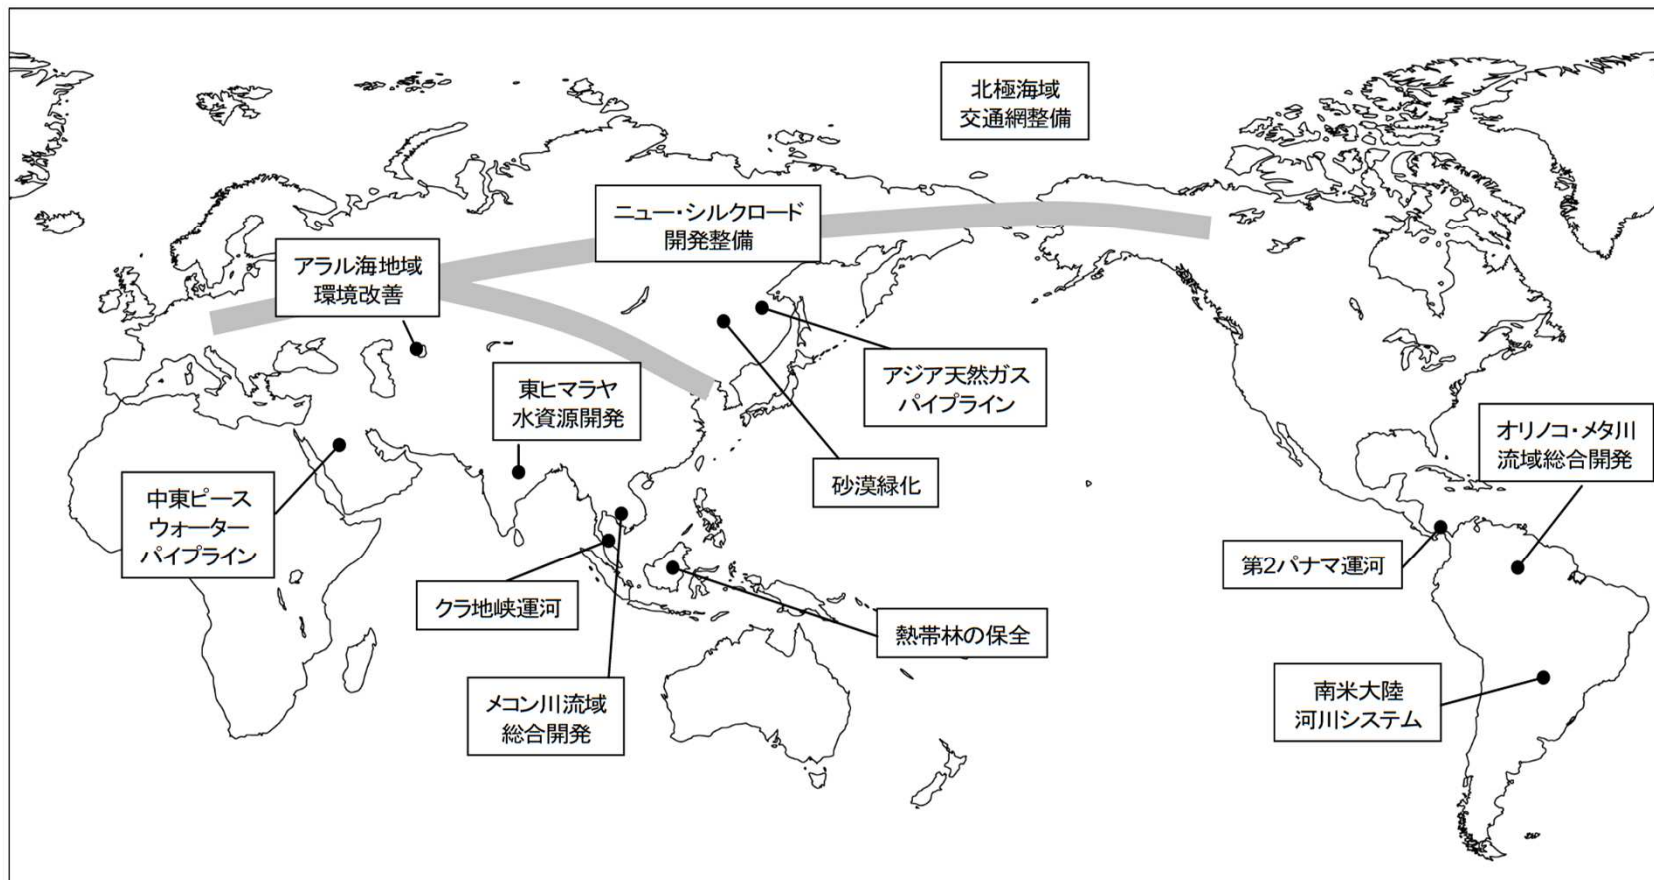 北極海域
交通網整備
ニュー・シルクロード
開発整備
アラル海地域
環境改善
東ヒマラヤ
水資源開発
アジア天然ガス
パイプライン
オリノコ・メタ川
流域総合開発
砂漠緑化
中東ピース
ウォーター
パイプライン
第2パナマ運河
クラ地峡運河
熱帯林の保全
メコン川流域
総合開発
南米大陸
河川システム